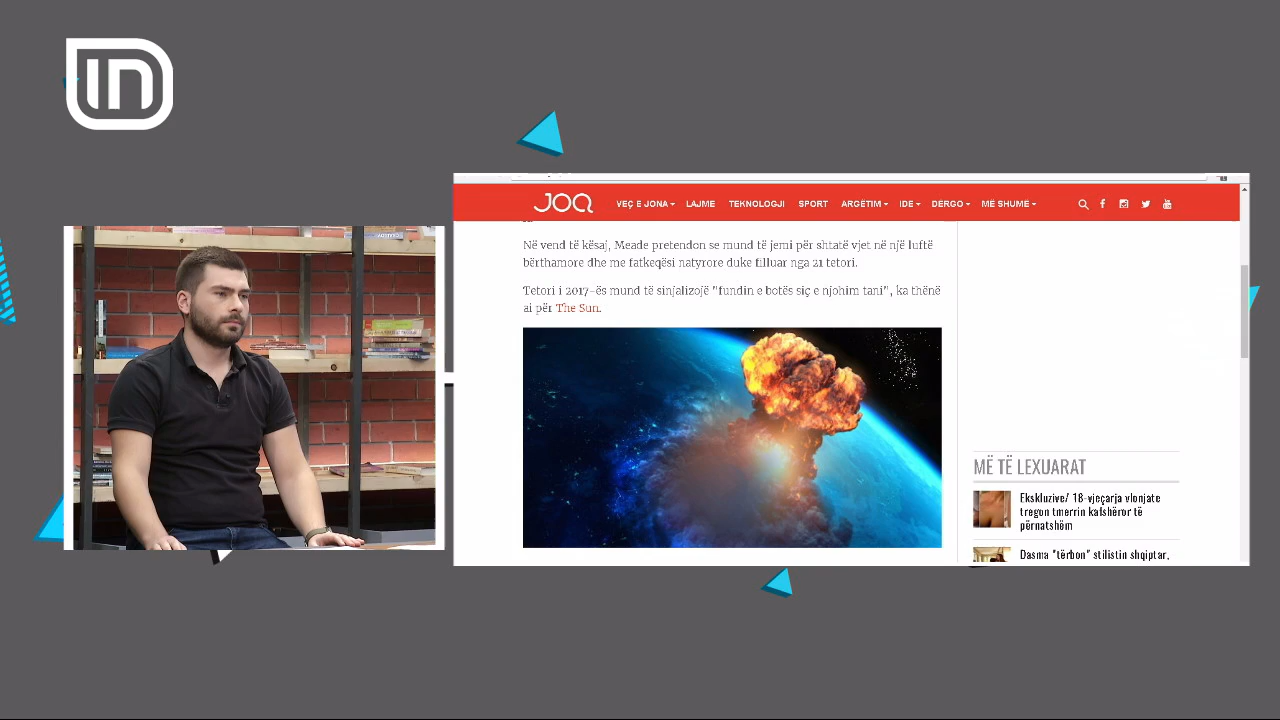 IN
JOQ
VEÇ E JONA LAJME TEKNOLOGJI SPORT ARGËTIM IDE DËRGO MË SHUMË
Në vend të kësaj, Meade pretendon se mund të jemi për shtatë vjet në një luftë
bërthamore dhe me fatkeqësi natyrore duke filluar nga 21 tetori.
Tetori i 2017-ës mund të sinjalizojë "fundin e botës siç e njohim tani", ka thënë
ai për The Sun.
MË TË LEXUARAT
Ekskluzive/ 18-vjeçarja vlonjate
tregon tmerrin kafshëror të
përnatshëm
Dasma "tërbon" stilistin shqiptar,